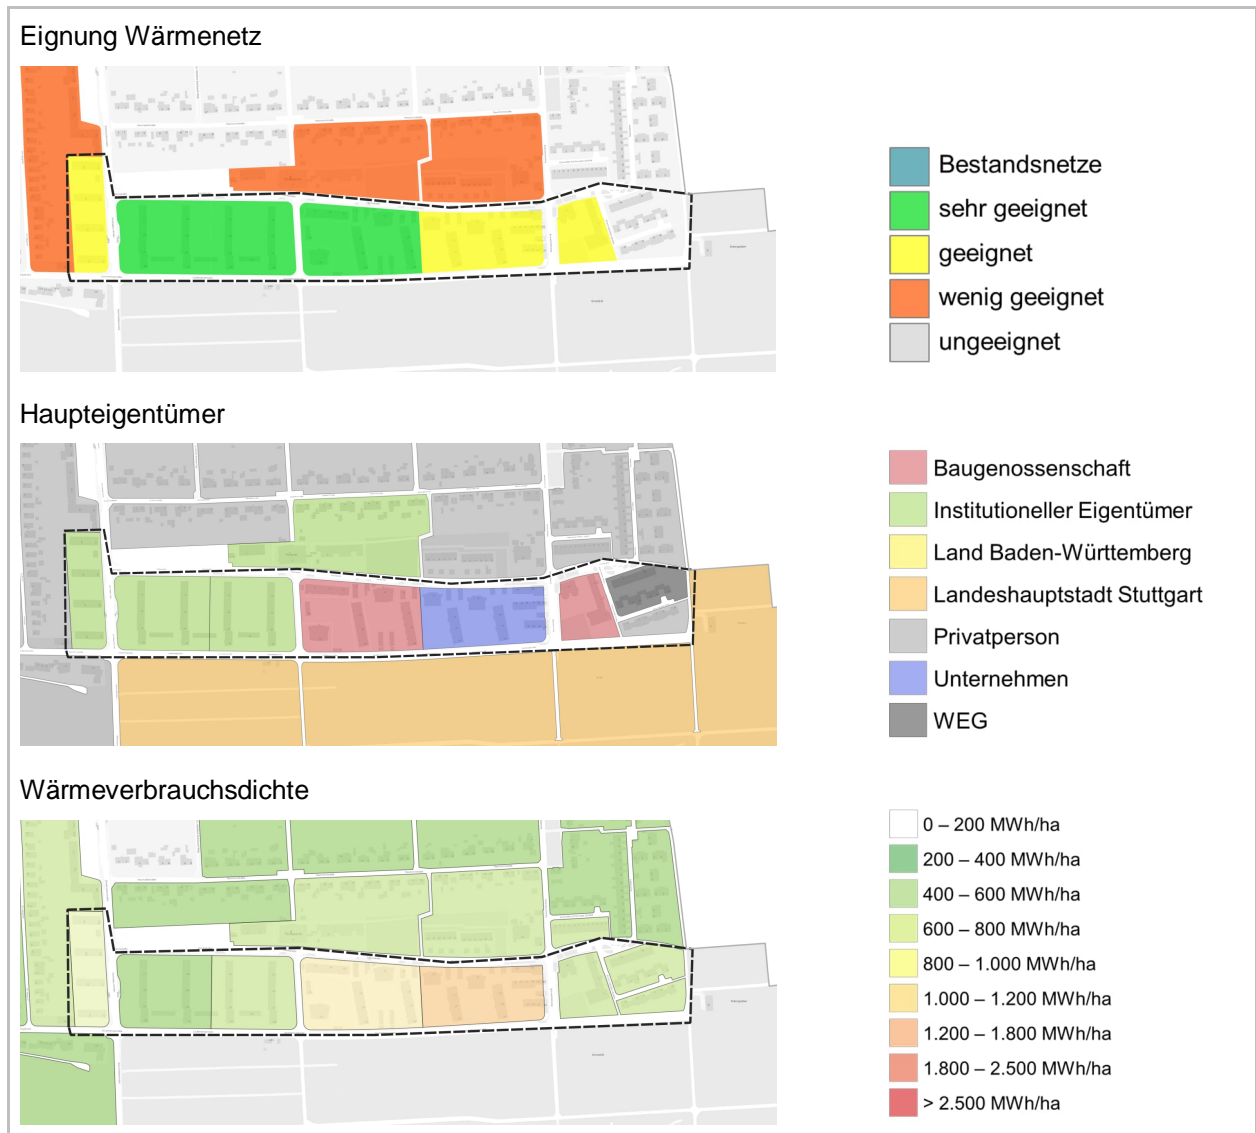 Eignung Wärmenetz
Bestandsnetze
sehr geeignet
geeignet
wenig geeignet
ungeeignet
Haupteigentümer
Baugenossenschaft
Institutioneller Eigentümer
Land Baden-Württemberg
Landeshauptstadt Stuttgart
Privatperson
Unternehmen
WEG
Wärmeverbrauchsdichte
0 – 200 MWh/ha
200 – 400 MWh/ha
400 – 600 MWh/ha
600 – 800 MWh/ha
800 – 1.000 MWh/ha
1.000 – 1.200 MWh/ha
1.200 – 1.800 MWh/ha
1.800 – 2.500 MWh/ha
> 2.500 MWh/ha